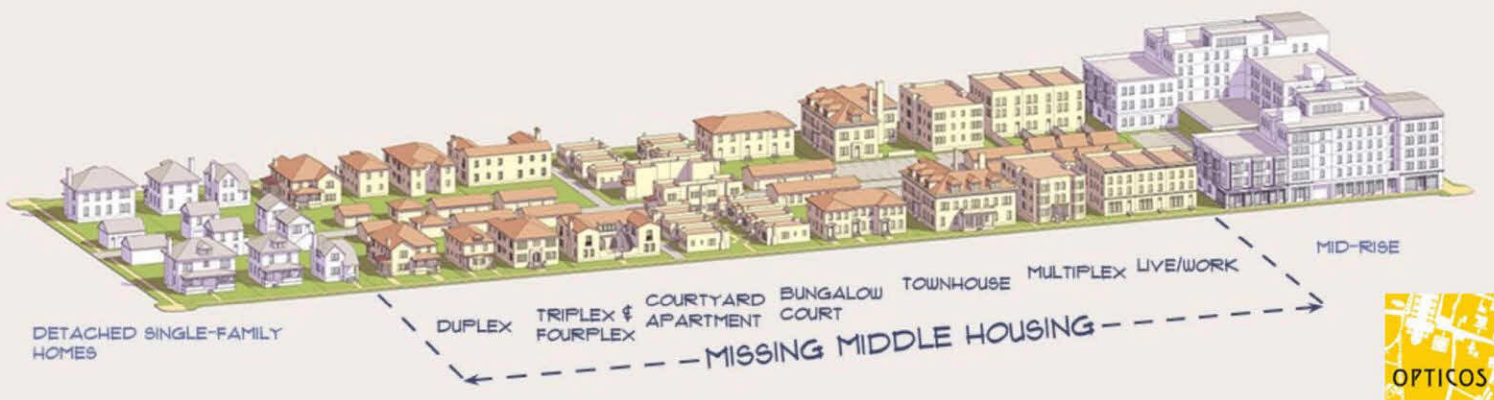 DETACHED SINGLE-FAMILY
HOMES
DUPLEX
TRIPLEX &
FOURPLEX
COURTYARD
APARTMENT
BUNGALOW
COURT
TOWNHOUSE
MULTIPLEX
LIVE/WORK
MID-RISE
MISSING MIDDLE HOUSING
OPTICOS